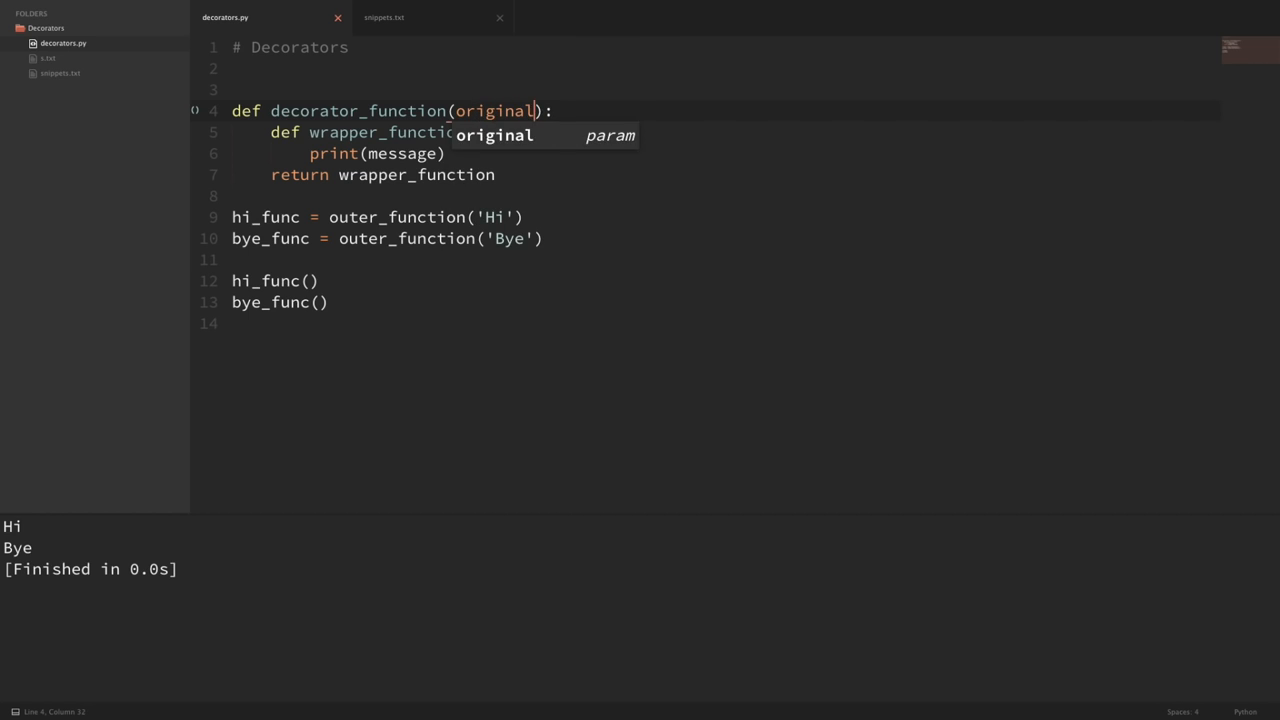 FOLDERS
Decorators
decorators.py
s.txt
snippets.txt
decorators.py
snippets.txt
1 # Decorators
2
3
4 def decorator_function(original):
5 def wrapper_functio
original param
6 print(message)
7 return wrapper_function
8
9 hi_func = outer_function('Hi')
10 bye_func = outer_function('Bye')
11
12 hi_func()
13 bye_func()
14
Hi
Bye
[Finished in 0.0s]
Line 4, Column 32
Spaces: 4
Python